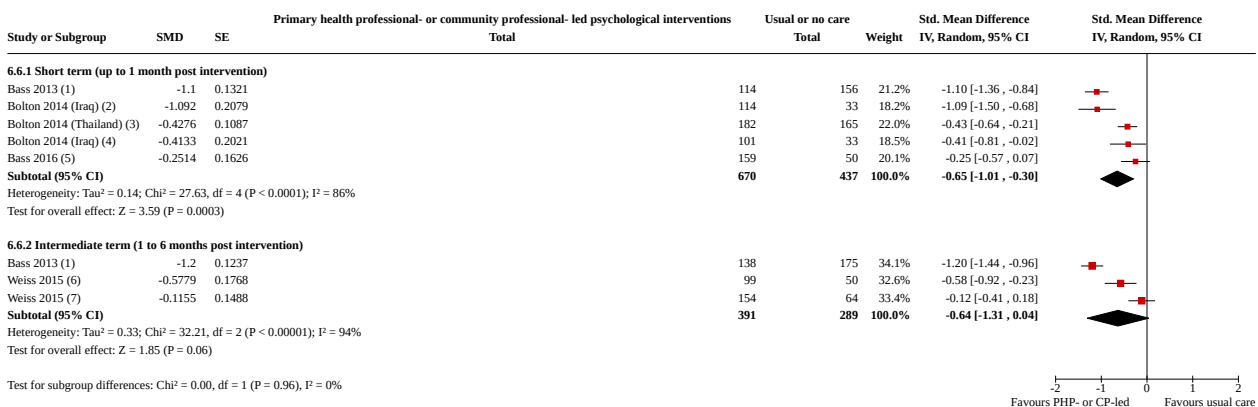 Primary health professional- or community professional- led psychological interventions Usual or no care Std. Mean Difference Std. Mean Difference
Study or Subgroup SMD SE Total Total Weight IV, Random, 95% CI IV, Random, 95% CI
6.6.1 Short term (up to 1 month post intervention)
Bass 2013 (1) -1.1 0.1321 114 156 21.2% -1.10 [-1.36 , -0.84]
Bolton 2014 (Iraq) (2) -1.092 0.2079 114 33 18.2% -1.09 [-1.50 , -0.68]
Bolton 2014 (Thailand) (3) -0.4276 0.1087 182 165 22.0% -0.43 [-0.64 , -0.21]
Bolton 2014 (Iraq) (4) -0.4133 0.2021 101 33 18.5% -0.41 [-0.81 , -0.02]
Bass 2016 (5) -0.2514 0.1626 159 50 20.1% -0.25 [-0.57 , 0.07]
Subtotal (95% CI) 670 437 100.0% -0.65 [-1.01 , -0.30]
Heterogeneity: Tau² = 0.14; Chi² = 27.63, df = 4 (P < 0.0001); I² = 86%
Test for overall effect: Z = 3.59 (P = 0.0003)
6.6.2 Intermediate term (1 to 6 months post intervention)
Bass 2013 (1) -1.2 0.1237 138 175 34.1% -1.20 [-1.44 , -0.96]
Weiss 2015 (6) -0.5779 0.1768 99 50 32.6% -0.58 [-0.92 , -0.23]
Weiss 2015 (7) -0.1155 0.1488 154 64 33.4% -0.12 [-0.41 , 0.18]
Subtotal (95% CI) 391 289 100.0% -0.64 [-1.31 , 0.04]
Heterogeneity: Tau² = 0.33; Chi² = 32.21, df = 2 (P < 0.00001); I² = 94%
Test for overall effect: Z = 1.85 (P = 0.06)
Test for subgroup differences: Chi² = 0.00, df = 1 (P = 0.96), I² = 0%
-2 -1 0 1 2
Favours PHP- or CP-led Favours usual care